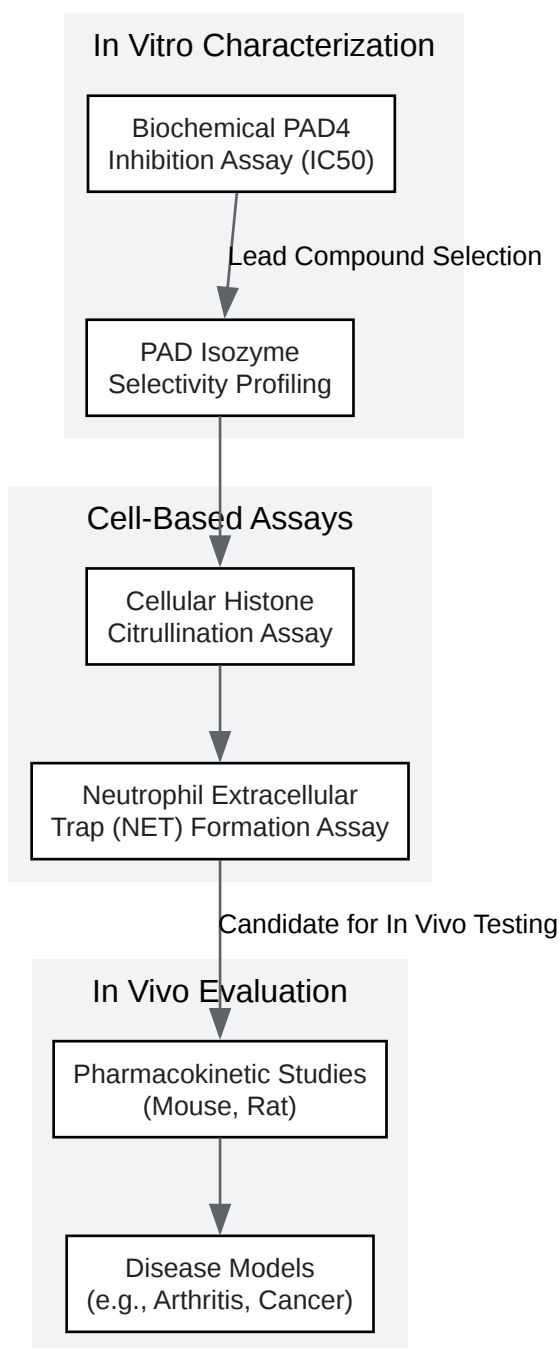 In Vitro Characterization
Biochemical PAD4
Inhibition Assay (IC50)
Lead Compound Selection
PAD Isozyme
Selectivity Profiling
Cell-Based Assays
Cellular Histone
Citrullination Assay
Neutrophil Extracellular
Trap (NET) Formation Assay
Candidate for In Vivo Testing
In Vivo Evaluation
Pharmacokinetic Studies
(Mouse, Rat)
Disease Models
(e.g., Arthritis, Cancer)